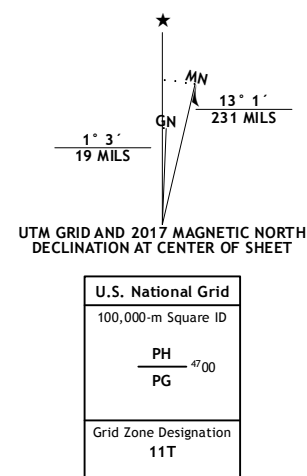 ★
MN
GN
13° 1´
231 MILS
1° 3´
19 MILS
UTM GRID AND 2017 MAGNETIC NORTH
DECLINATION AT CENTER OF SHEET
U.S. National Grid
100,000-m Square ID
PH
4700
PG
Grid Zone Designation
11T